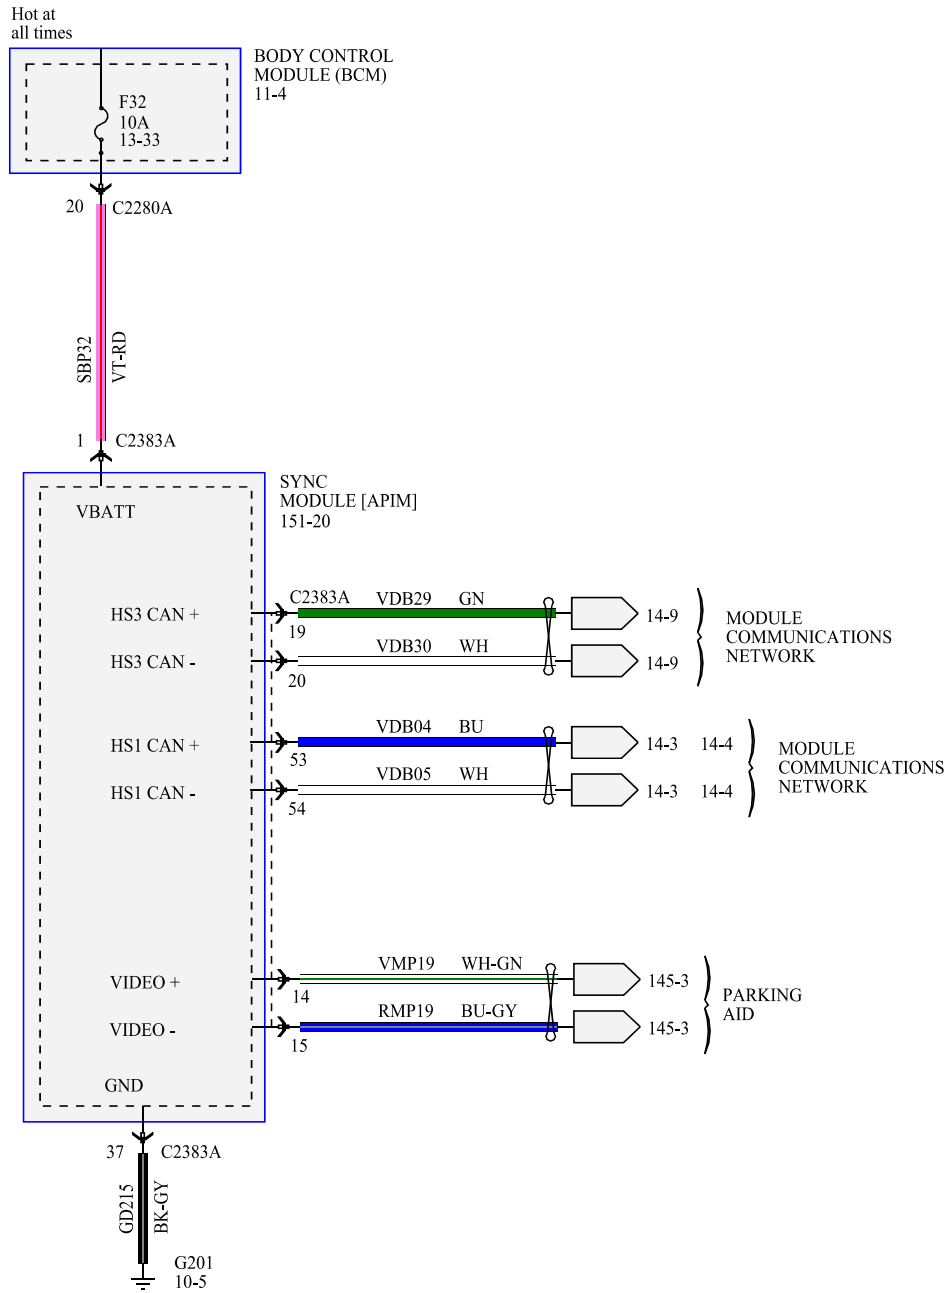 Hot at
all times
BODY CONTROL
MODULE (BCM)
11-4
F32
10A
13-33
20
C2280A
SBP32
VT-RD
1
C2383A
SYNC
MODULE [APIM]
151-20
VBATT
C2383A
HS3 CAN +
19
VDB29 GN
14-9
HS3 CAN -
20
VDB30 WH
14-9
MODULE
COMMUNICATIONS
NETWORK
HS1 CAN +
53
VDB04 BU
14-3 14-4
HS1 CAN -
54
VDB05 WH
14-3 14-4
MODULE
COMMUNICATIONS
NETWORK
VIDEO +
14
VMP19 WH-GN
145-3
VIDEO -
15
RMP19 BU-GY
145-3
PARKING
AID
GND
37
C2383A
GD215
BK-GY
G201
10-5